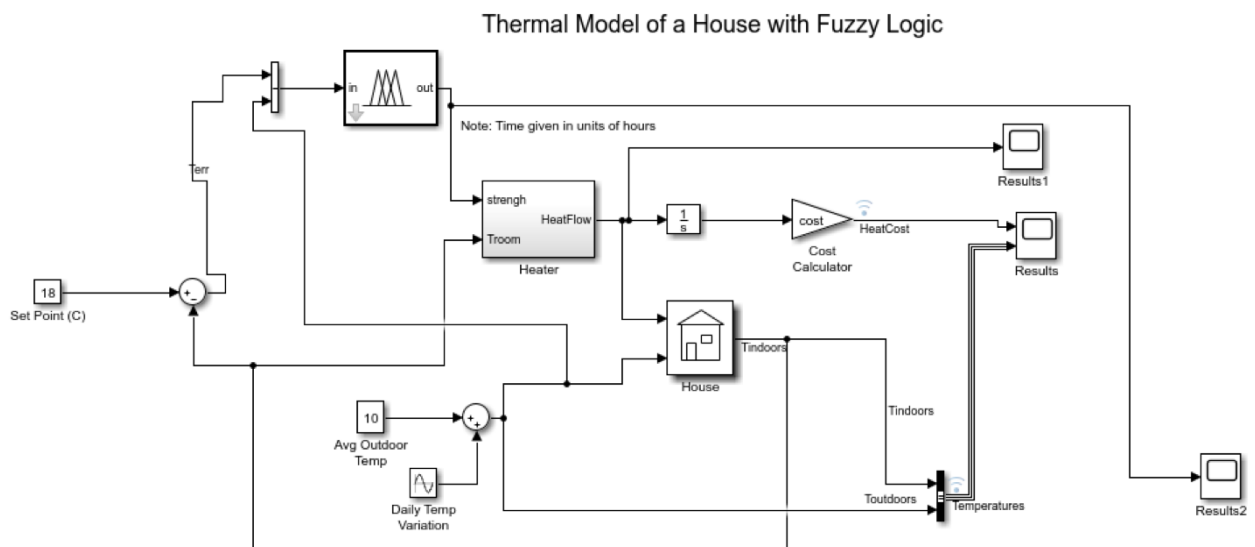 Thermal Model of a House with Fuzzy Logic
in
out
Note: Time given in units of hours
Terr
strengh
HeatFlow
Troom
Heater
1
s
cost
HeatCost
Cost
Calculator
Results1
Results
18
+
−
Set Point (C)
Tindoors
House
Tindoors
10
+
+
Avg Outdoor
Temp
Daily Temp
Variation
Toutdoors
Temperatures
Results2